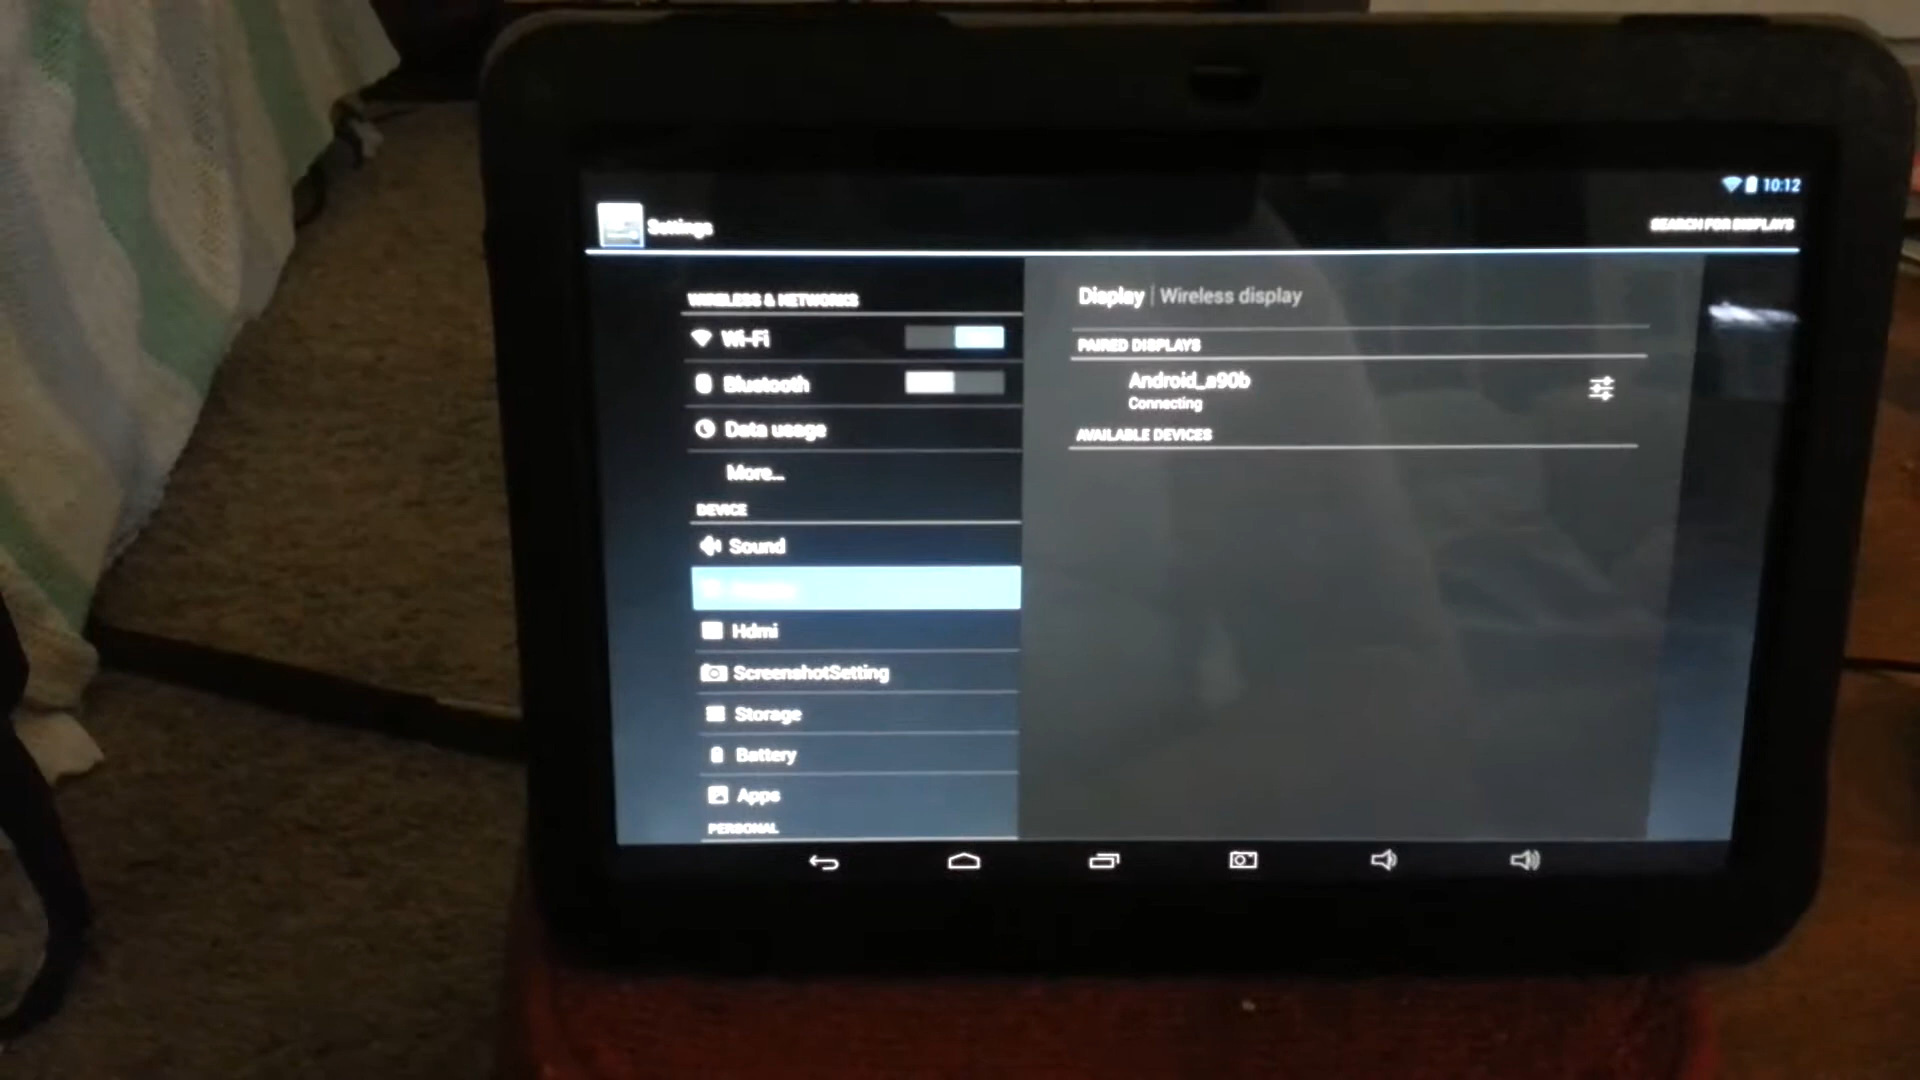 10:12
Settings
SEARCH FOR DISPLAYS
WIRELESS & NETWORKS
Wi-Fi
Bluetooth
Data usage
More...
DEVICE
Sound
Hdmi
ScreenshotSetting
Storage
Battery
Apps
PERSONAL
Display | Wireless display
PAIRED DISPLAYS
Android_a90b
Connecting
AVAILABLE DEVICES